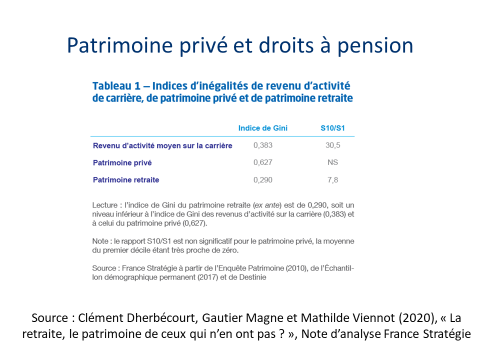 Patrimoine privé et droits à pension
Tableau 1 – Indices d'inégalités de revenu d'activité
de carrière, de patrimoine privé et de patrimoine retraite
Indice de Gini S10/S1
Revenu d'activité moyen sur la carrière 0,383 30,5
Patrimoine privé 0,627 NS
Patrimoine retraite 0,290 7,8
Lecture : l'indice de Gini du patrimoine retraite (ex ante) est de 0,290, soit un
niveau inférieur à l'indice de Gini des revenus d'activité sur la carrière (0,383) et
à celui du patrimoine privé (0,627).
Note : le rapport S10/S1 est non significatif pour le patrimoine privé, la moyenne
du premier décile étant très proche de zéro.
Source : France Stratégie à partir de l'Enquête Patrimoine (2010), de l'Échantil-
lon démographique permanent (2017) et de Destinie
Source : Clément Dherbécourt, Gautier Magne et Mathilde Viennot (2020), « La
retraite, le patrimoine de ceux qui n'en ont pas ? », Note d'analyse France Stratégie